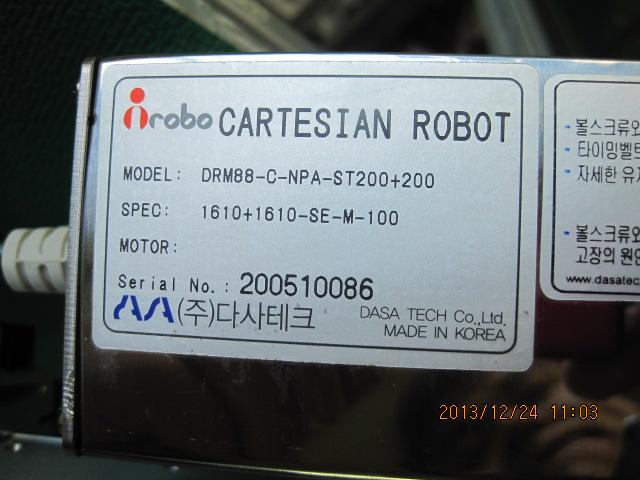 irobo CARTESIAN ROBOT
MODEL: DRM88-C-NPA-ST200+200
SPEC: 1610+1610-SE-M-100
MOTOR:
Serial No.: 200510086
(주)다사테크
DASA TECH Co.,Ltd.
MADE IN KOREA
- 볼스크류와
- 타이밍벨트
- 자세한 유지
- 볼스크류와
고장의 원인
www.dasatec
2013/12/24 11:03